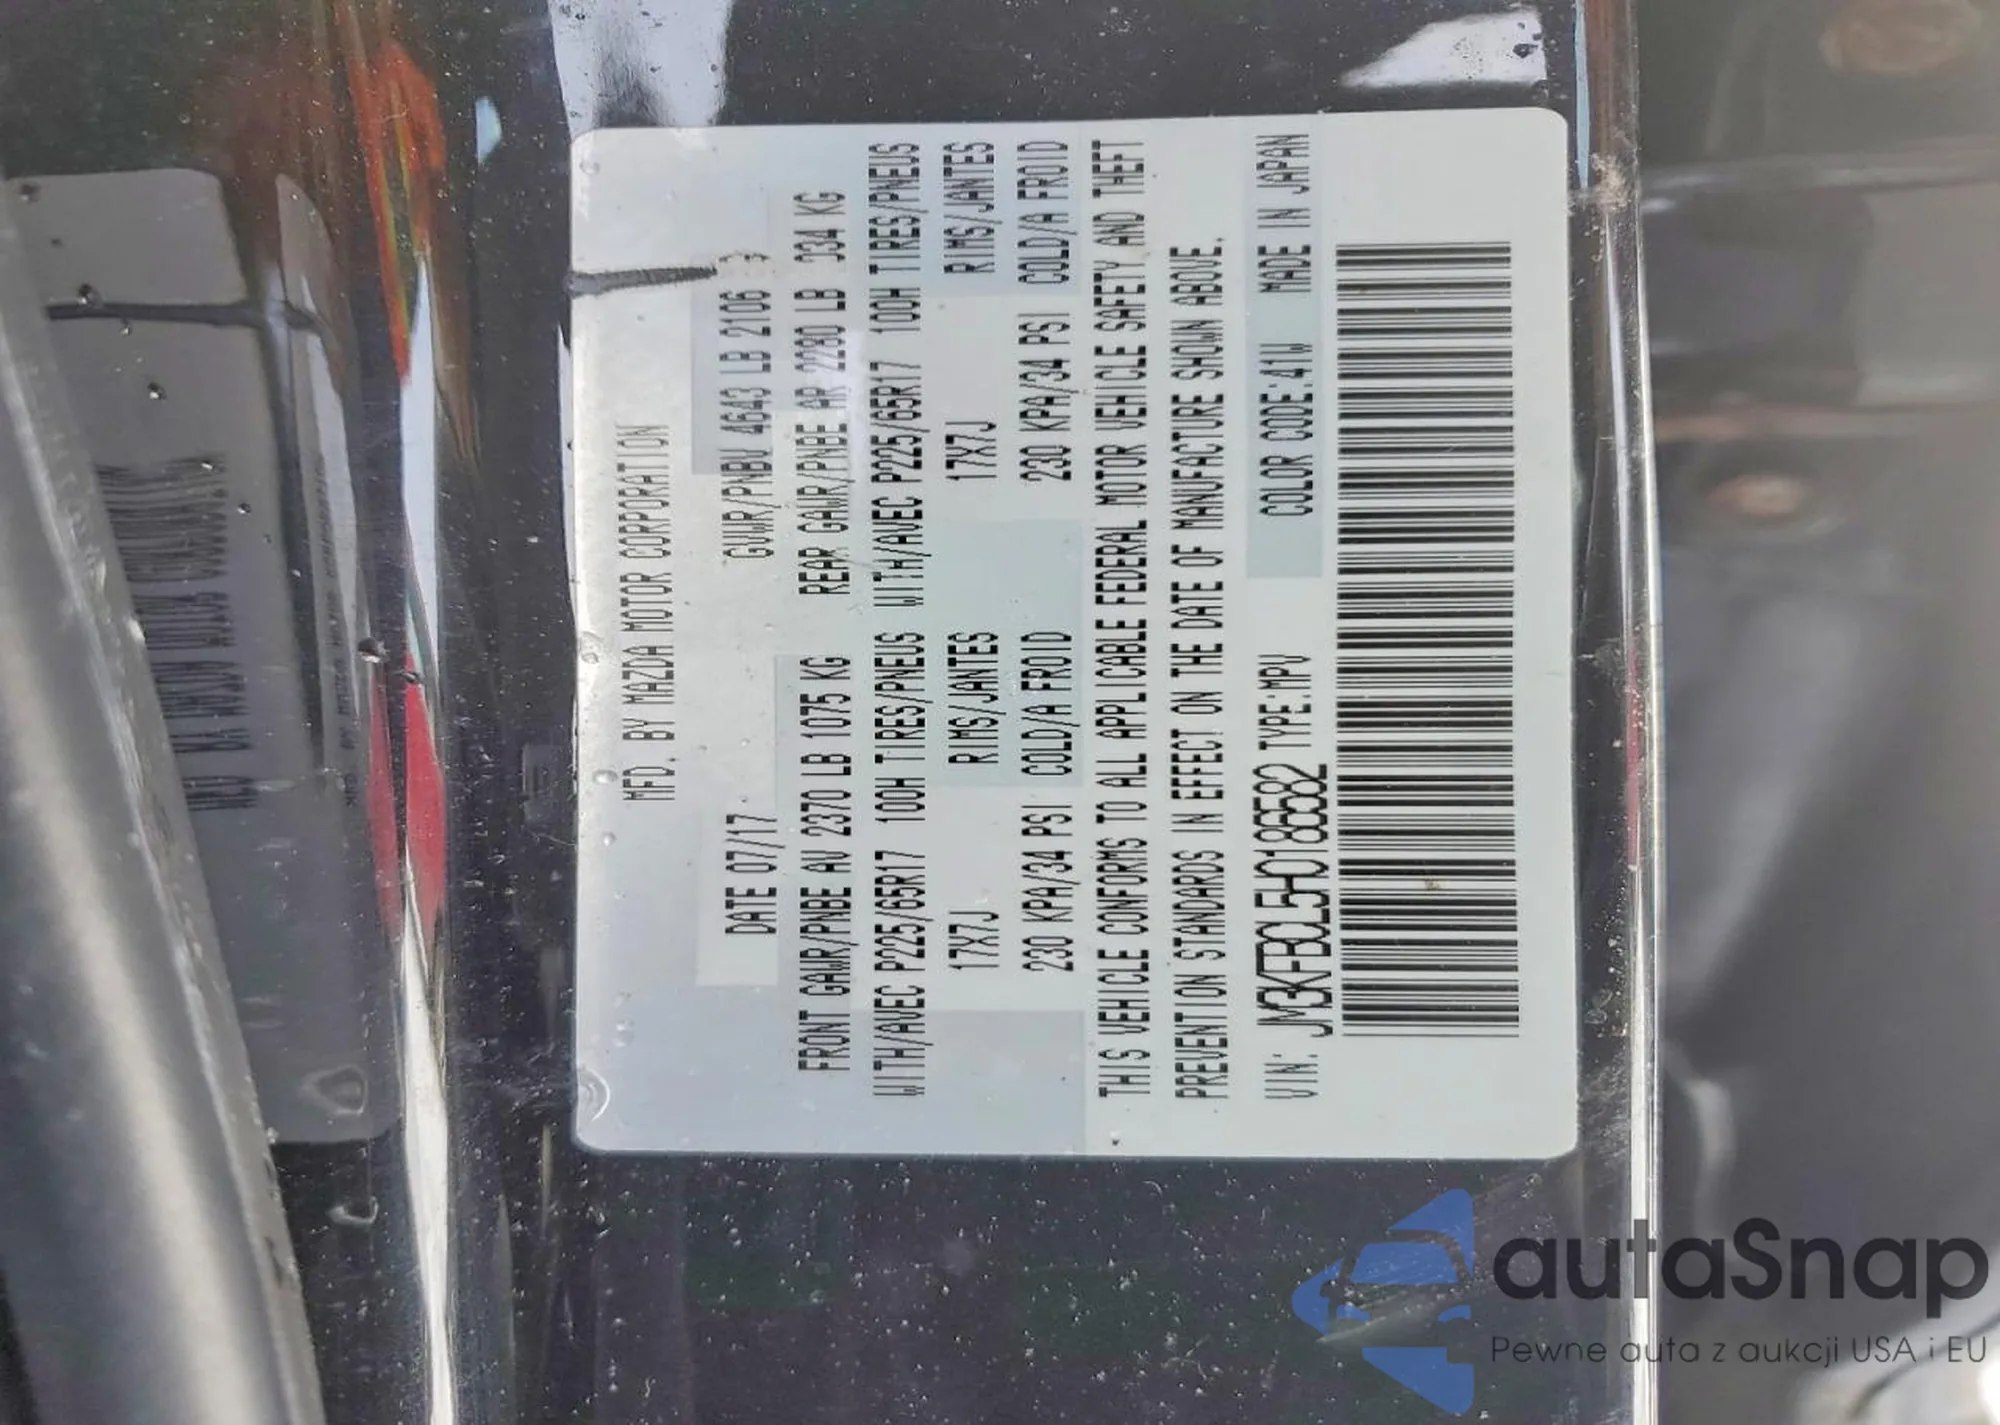 MFD. BY MAZDA MOTOR CORPORATION
DATE 07/17 GVWR/PNBV 4643 LB 2106
FRONT GAWR/PNBE AV 2370 LB 1075 KG REAR GAWR/PNBE AR 2280 LB KG
WITH/AVEC P225/65R17 100H TIRES/PNEUS WITH/AVEC P225/65R17 100H TIRES/PNEUS
17X7J RIMS/JANTES 17X7J RIMS/JANTES
230 KPA/34 PSI COLD/A FROID 230 KPA/34 PSI COLD/A FROID
THIS VEHICLE CONFORMS TO ALL APPLICABLE FEDERAL MOTOR VEHICLE SAFETY AND THEFT
PREVENTION STANDARDS IN EFFECT ON THE DATE OF MANUFACTURE SHOWN ABOVE.
VIN: JM3KFBCL5H0186582 TYPE:MPV COLOR CODE:41W MADE IN JAPAN
autaSnap
Pewne auta z aukcji USA i EU